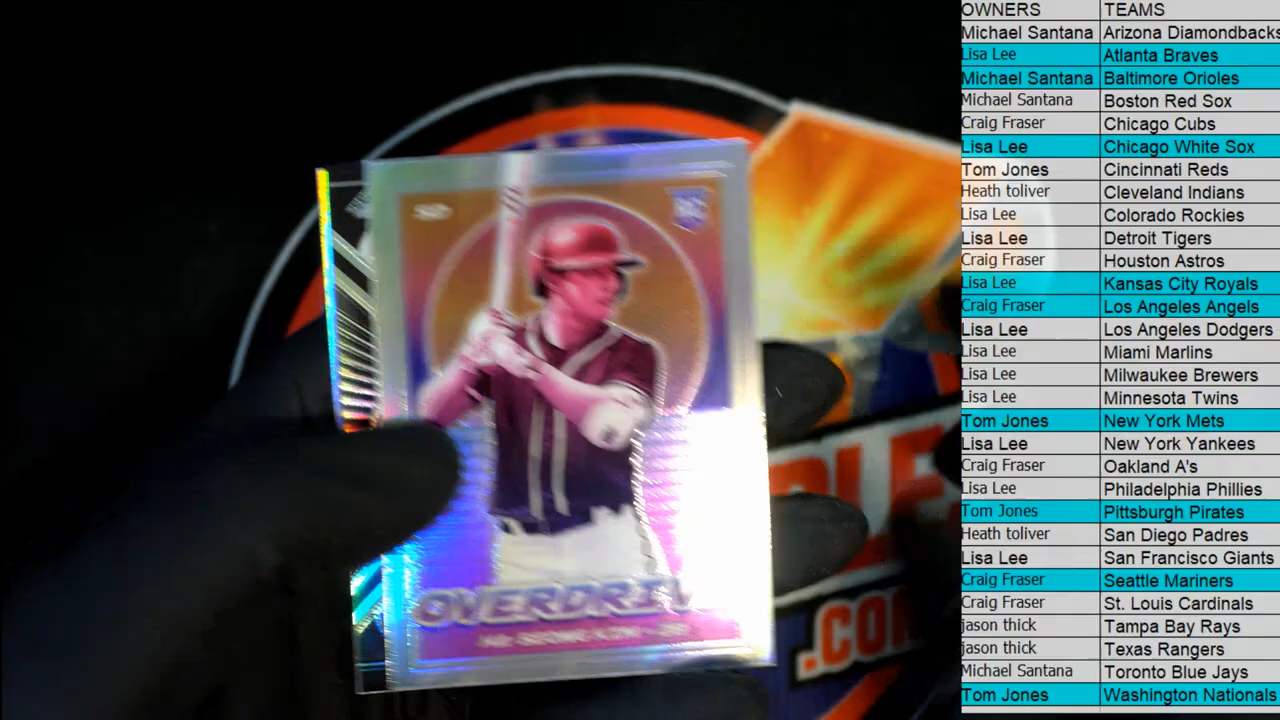 OWNERS TEAMS
Michael Santana Arizona Diamondbacks
Lisa Lee Atlanta Braves
Michael Santana Baltimore Orioles
Michael Santana Boston Red Sox
Craig Fraser Chicago Cubs
Lisa Lee Chicago White Sox
Tom Jones Cincinnati Reds
Heath toliver Cleveland Indians
Lisa Lee Colorado Rockies
Lisa Lee Detroit Tigers
Craig Fraser Houston Astros
Lisa Lee Kansas City Royals
Craig Fraser Los Angeles Angels
Lisa Lee Los Angeles Dodgers
Lisa Lee Miami Marlins
Lisa Lee Milwaukee Brewers
Lisa Lee Minnesota Twins
Tom Jones New York Mets
Lisa Lee New York Yankees
Craig Fraser Oakland A's
Lisa Lee Philadelphia Phillies
Tom Jones Pittsburgh Pirates
Heath toliver San Diego Padres
Lisa Lee San Francisco Giants
Craig Fraser Seattle Mariners
Craig Fraser St. Louis Cardinals
jason thick Tampa Bay Rays
jason thick Texas Rangers
Michael Santana Toronto Blue Jays
Tom Jones Washington Nationals
RC
OVERDRIV
.COM